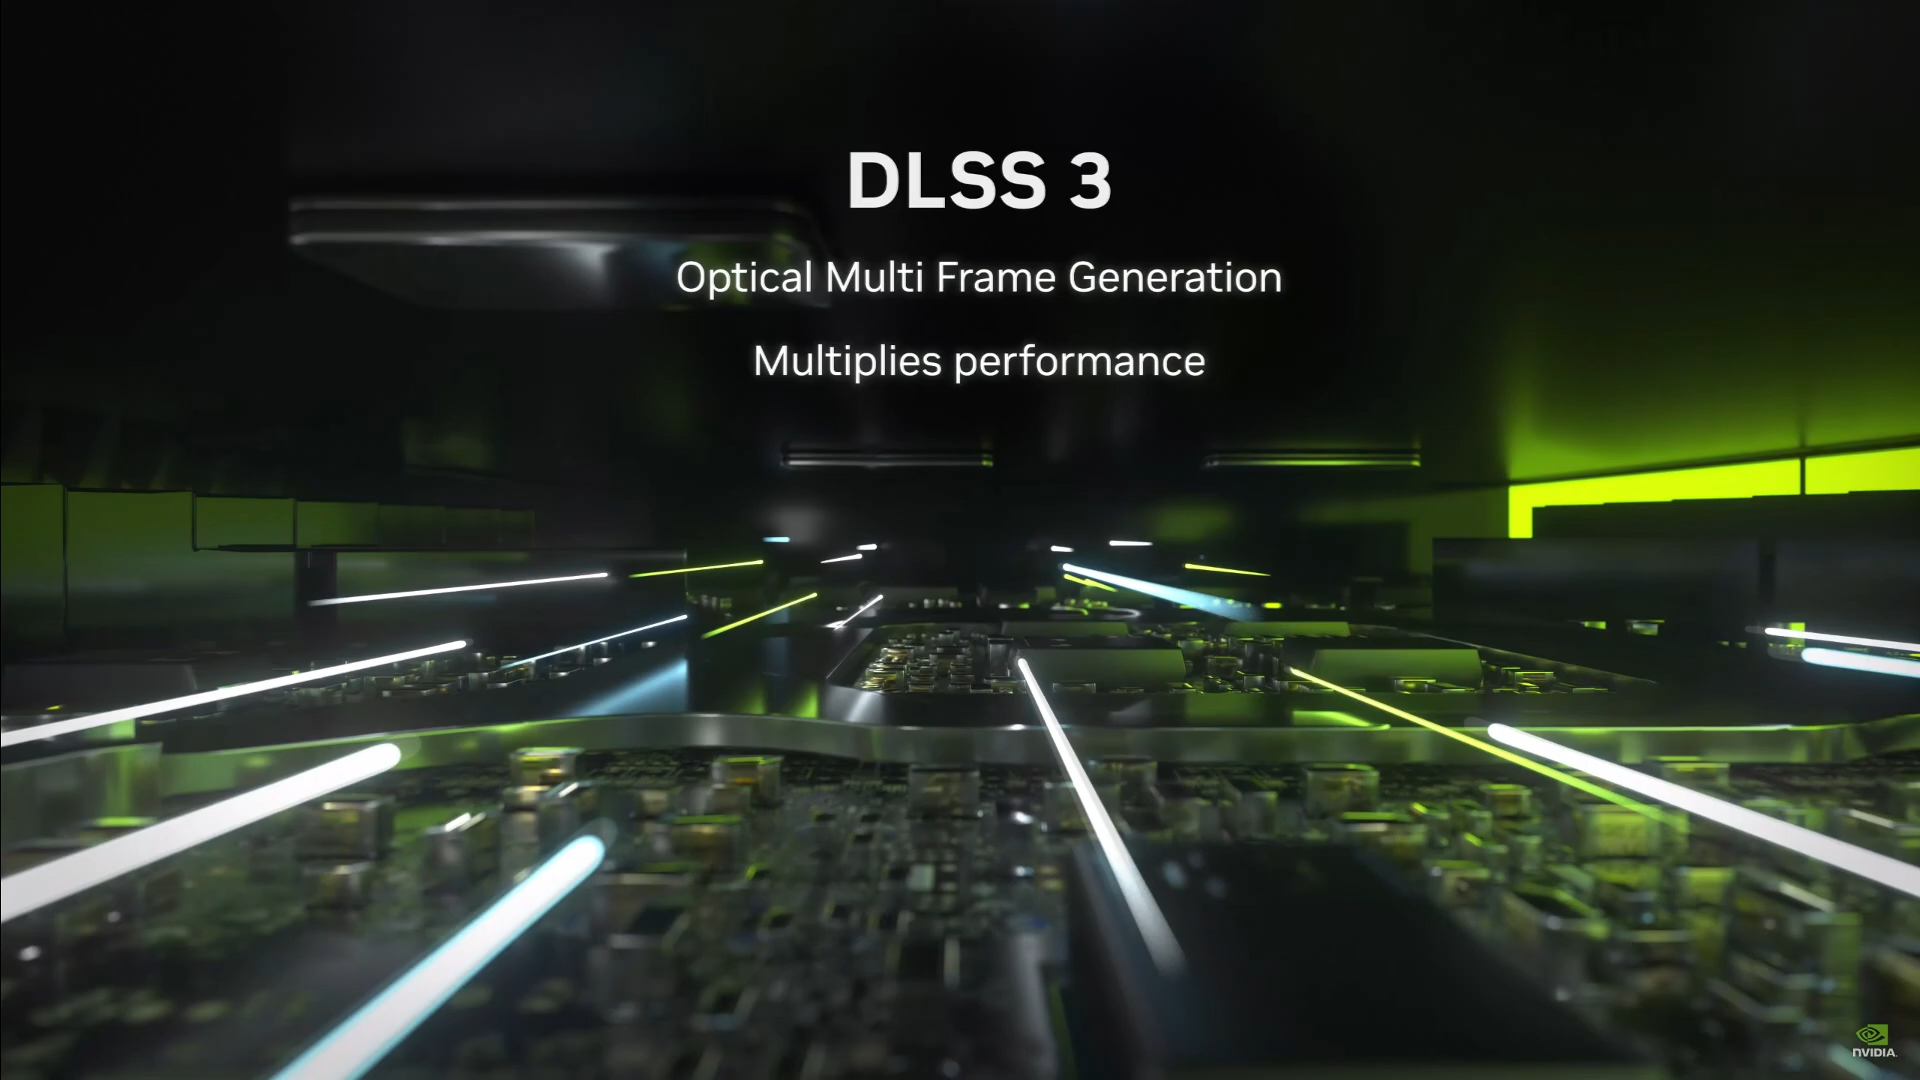 DLSS 3
Optical Multi Frame Generation
Multiplies performance
NVIDIA.